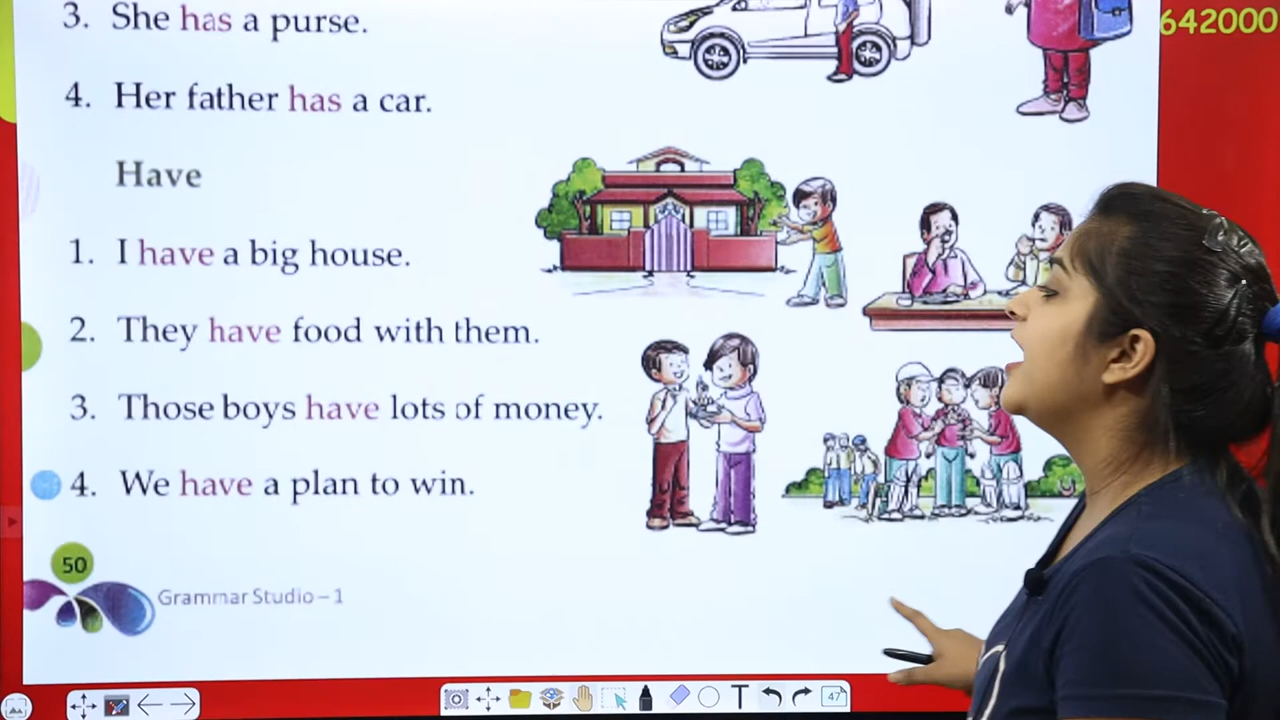 3. She has a purse.
642000
4. Her father has a car.
Have
1. I have a big house.
2. They have food with them.
3. Those boys have lots of money.
4. We have a plan to win.
50
Grammar Studio – 1
T
47